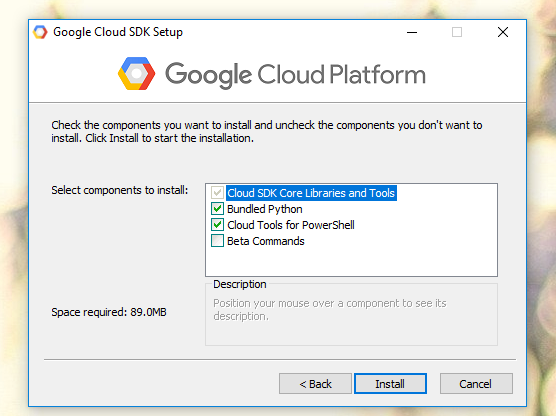 Google Cloud SDK Setup
Google Cloud Platform
Check the components you want to install and uncheck the components you don't want to
install. Click Install to start the installation.
Select components to install:
Cloud SDK Core Libraries and Tools
Bundled Python
Cloud Tools for PowerShell
Beta Commands
Description
Position your mouse over a component to see its
description.
Space required: 89.0MB
< Back
Install
Cancel